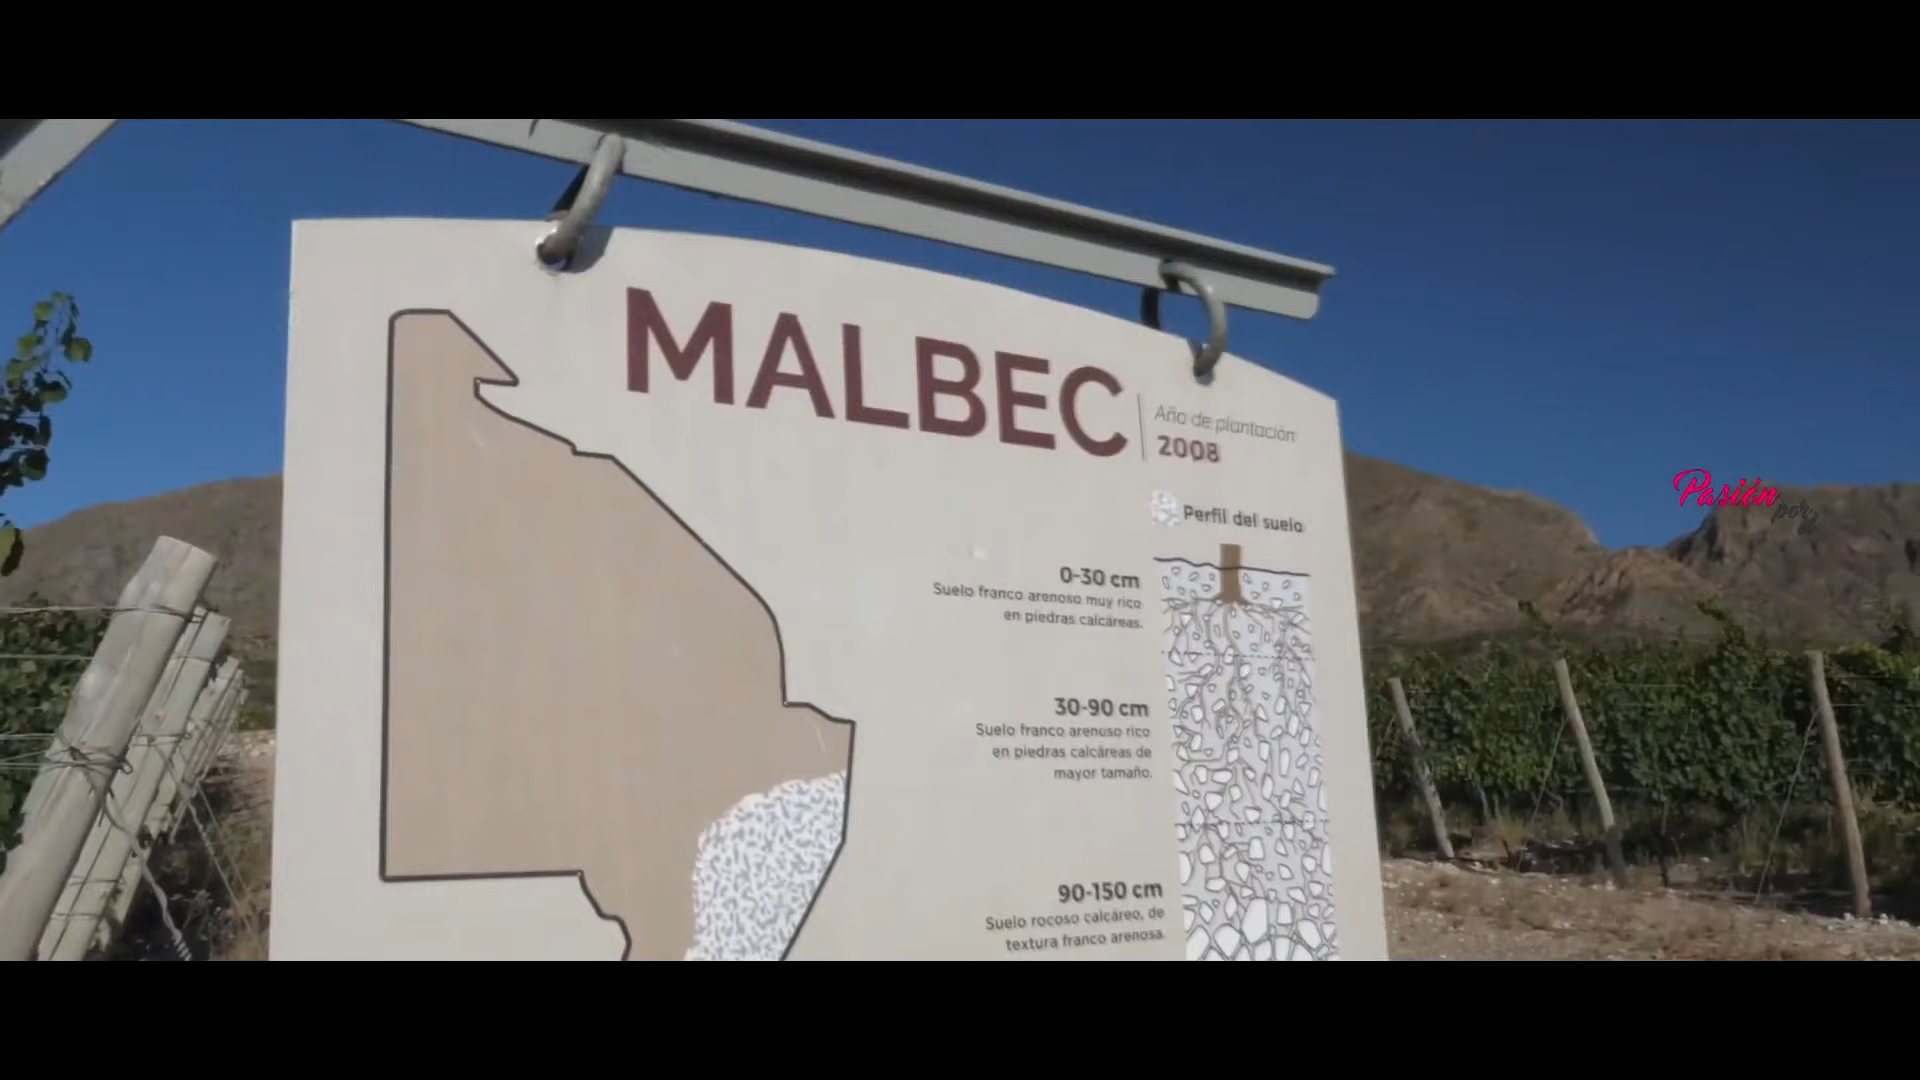 MALBEC
Año de plantación
2008
Perfil del suelo
0-30 cm
Suelo franco arenoso muy rico
en piedras calcáreas.
30-90 cm
Suelo franco arenoso rico
en piedras calcáreas de
mayor tamaño.
90-150 cm
Suelo rocoso calcáreo, de
textura franco arenosa.
Pasión
por